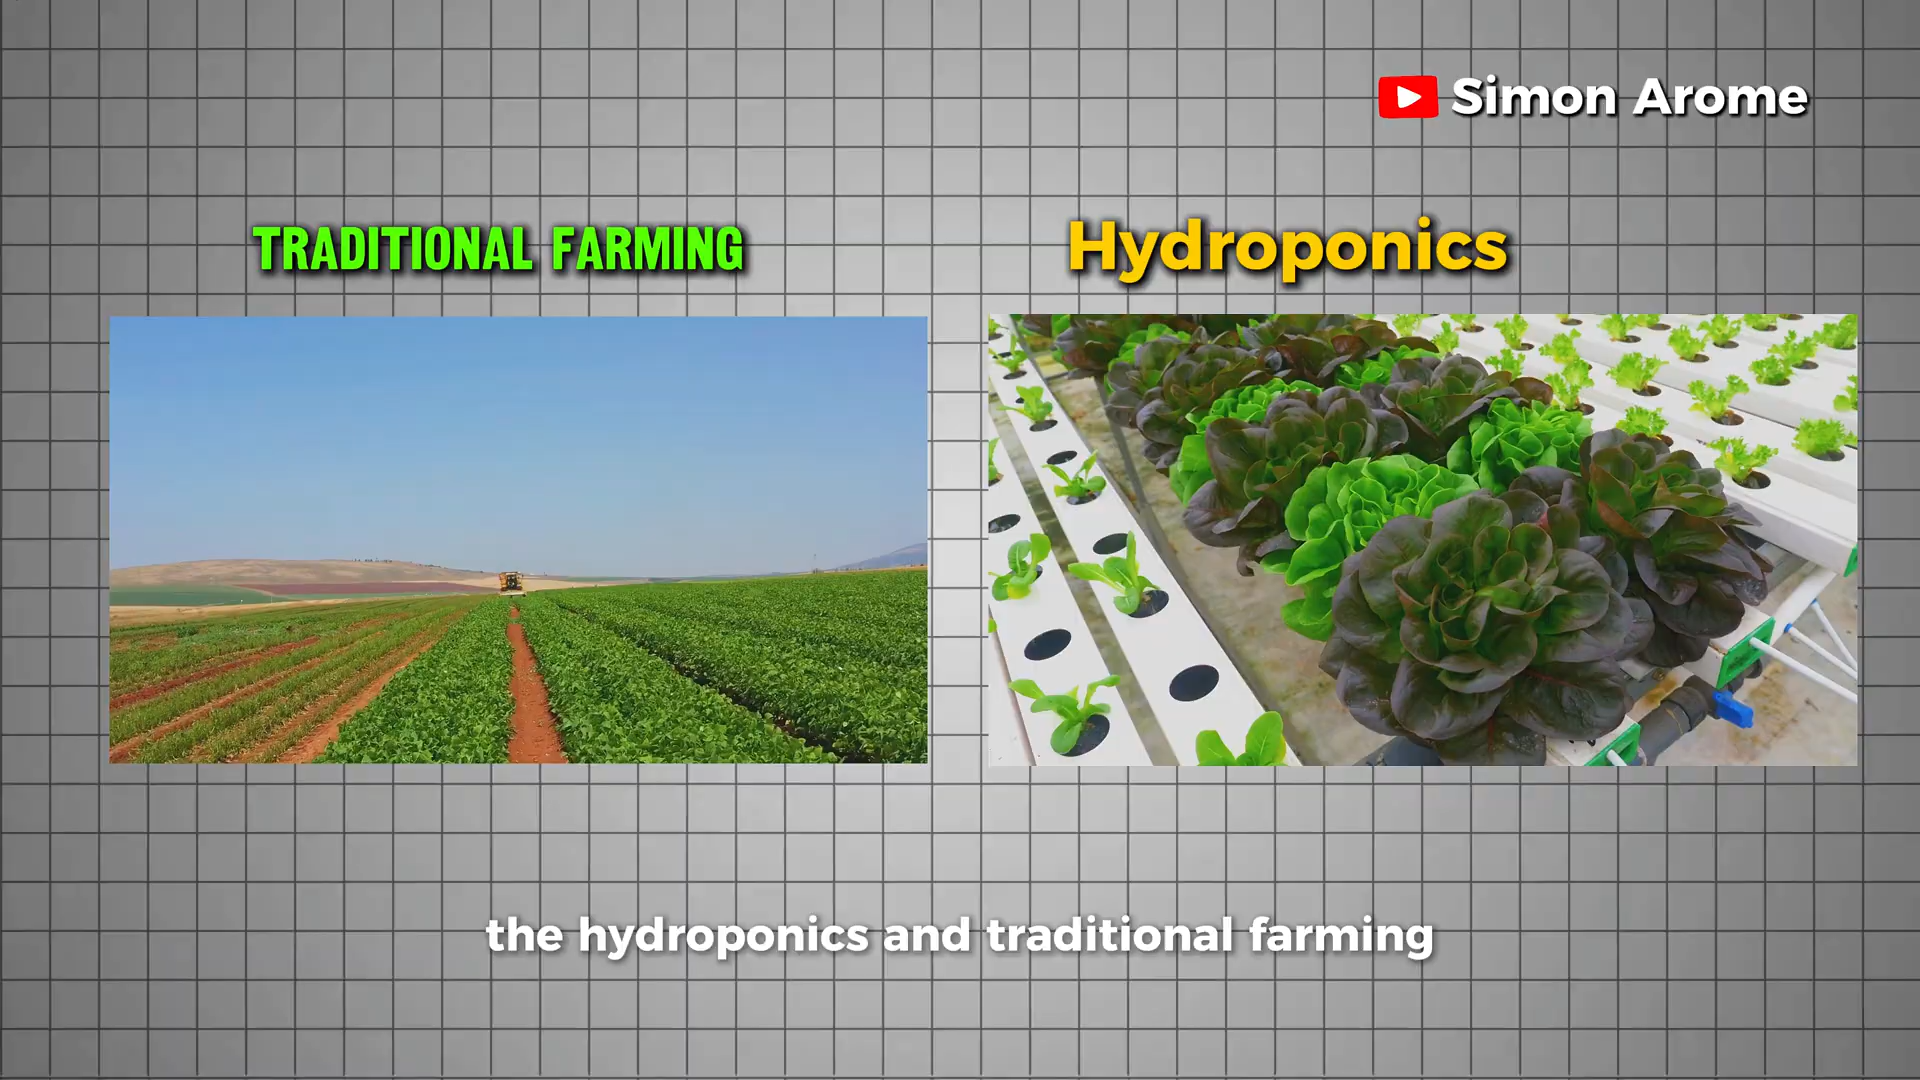 Simon Arome
TRADITIONAL FARMING
Hydroponics
the hydroponics and traditional farming